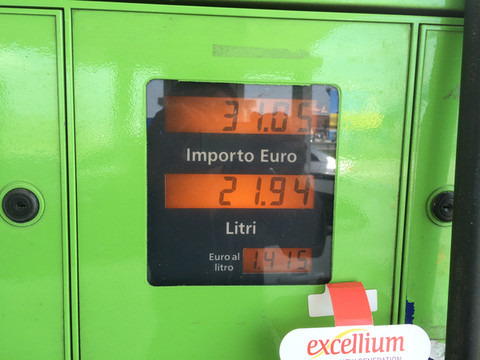 31.05
Importo Euro
21.94
Litri
Euro al
litro
1.415
excellium